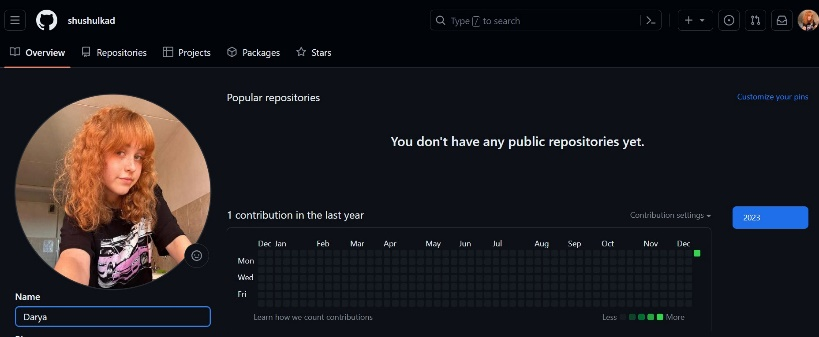 shushulkad
Type / to search
Overview Repositories Projects Packages Stars
Popular repositories
Customize your pins
You don't have any public repositories yet.
1 contribution in the last year
Contribution settings
2023
Dec Jan Feb Mar Apr May Jun Jul Aug Sep Oct Nov Dec
Mon
Wed
Fri
Learn how we count contributions
Less More
Name
Darya